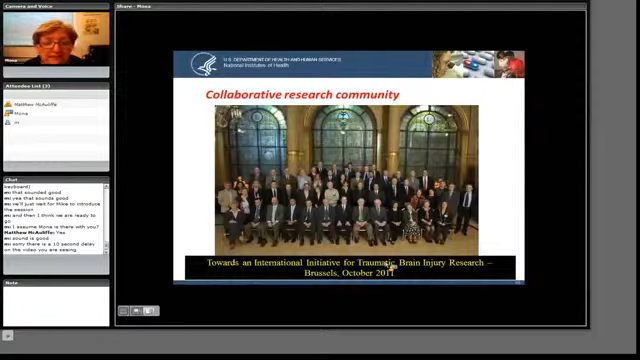 Camera and Voice
Mona
Attendee List (3)
Matthew McAuliffe
Mona
m
Chat
keyboard]
m: that sounded good
m: yes that sounds good
m: we'll just wait for Mike to introduce
the session
m: and then I think we are ready to
go
m: I assume Mona is there with you?
Matthew McAuliffe: Yes
m: sound is good
m: sorry there is a 10 second delay
on the video you are seeing
Note
Share - Mona
U.S. DEPARTMENT OF HEALTH AND HUMAN SERVICES
National Institutes of Health
Collaborative research community
Towards an International Initiative for Traumatic Brain Injury Research –
Brussels, October 2011